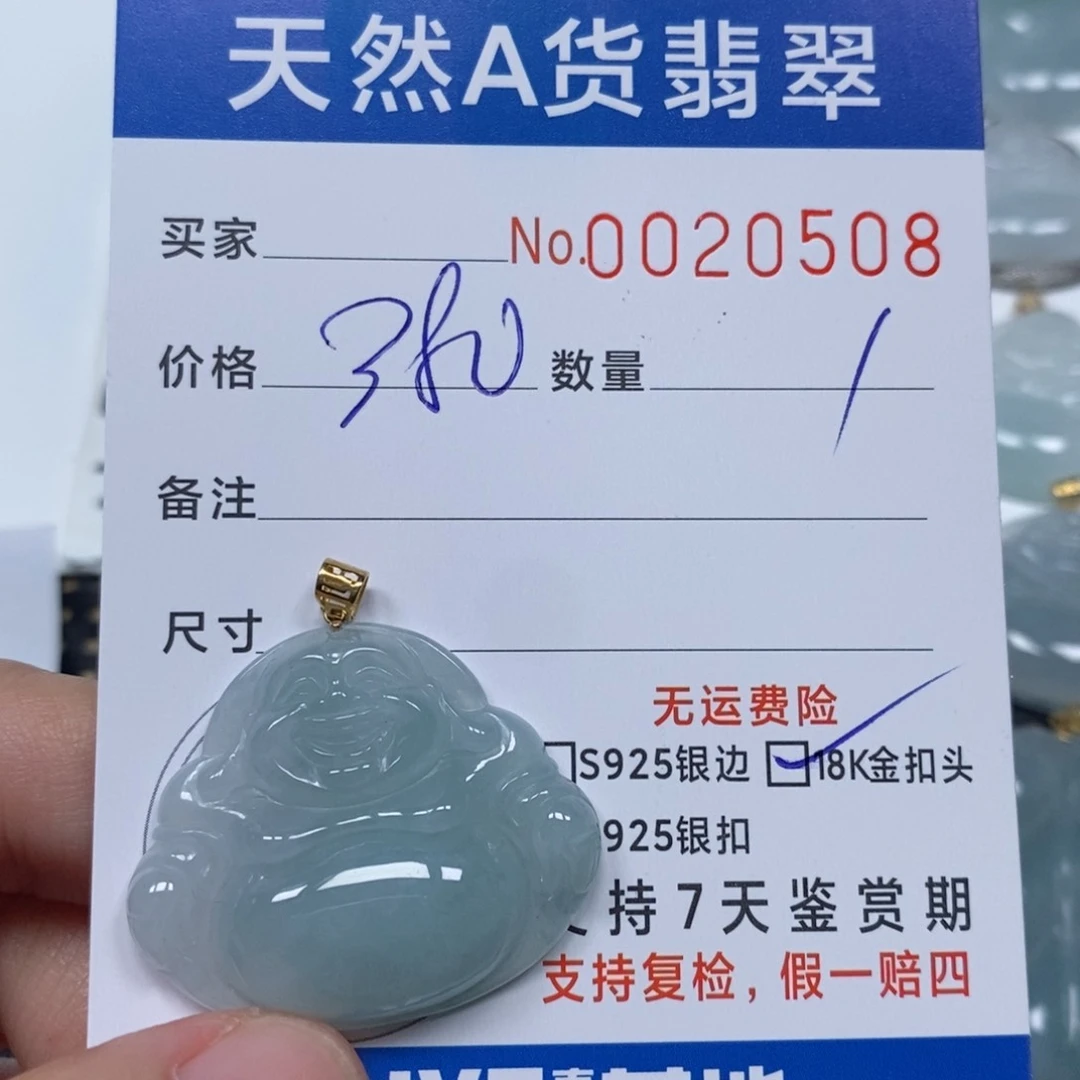 天然A货翡翠
买家 No.0020508
价格 数量 1
备注
尺寸
无运费险
S925银边 18K金扣头
925银扣
持7天鉴赏期
支持复检，假一赔四